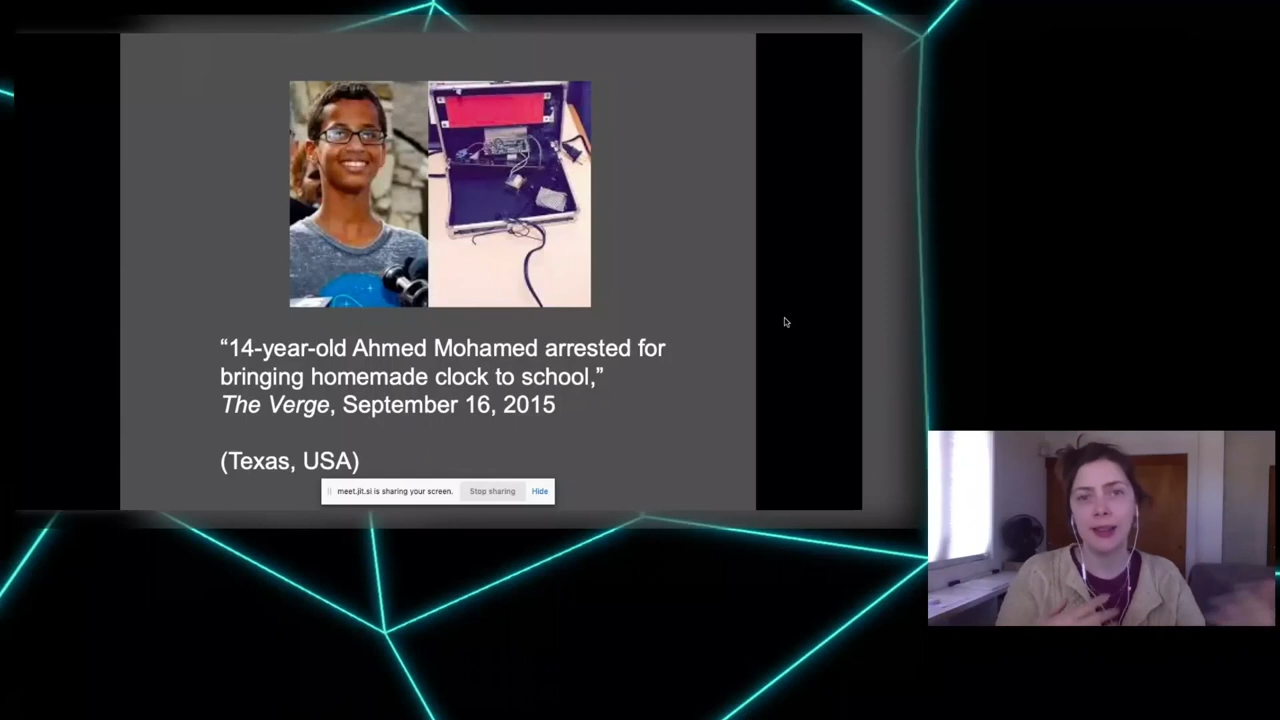 “14-year-old Ahmed Mohamed arrested for
bringing homemade clock to school,”
The Verge, September 16, 2015
(Texas, USA)
meet.jit.si is sharing your screen. Stop sharing Hide